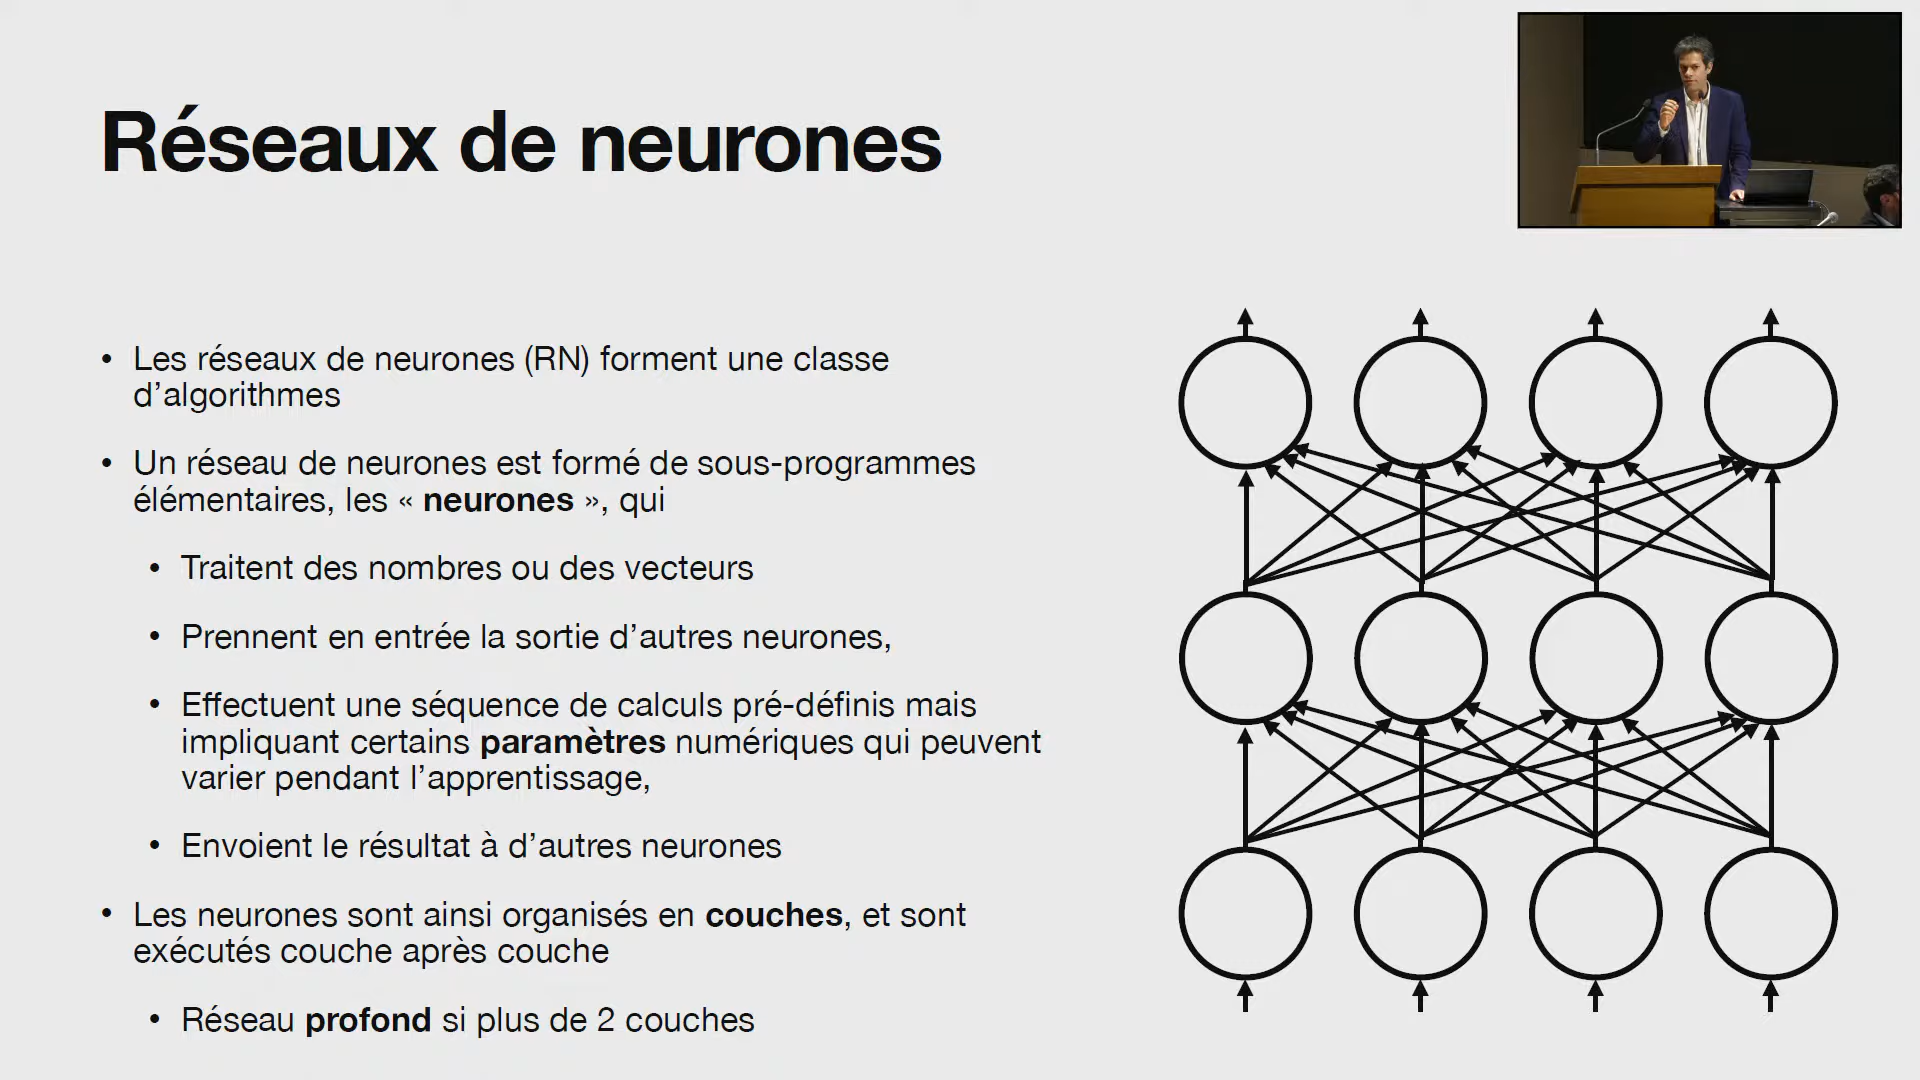 Réseaux de neurones
• Les réseaux de neurones (RN) forment une classe
d’algorithmes
• Un réseau de neurones est formé de sous-programmes
élémentaires, les « neurones », qui
• Traitent des nombres ou des vecteurs
• Prennent en entrée la sortie d’autres neurones,
• Effectuent une séquence de calculs pré-définis mais
impliquant certains paramètres numériques qui peuvent
varier pendant l’apprentissage,
• Envoient le résultat à d’autres neurones
• Les neurones sont ainsi organisés en couches, et sont
exécutés couche après couche
• Réseau profond si plus de 2 couches